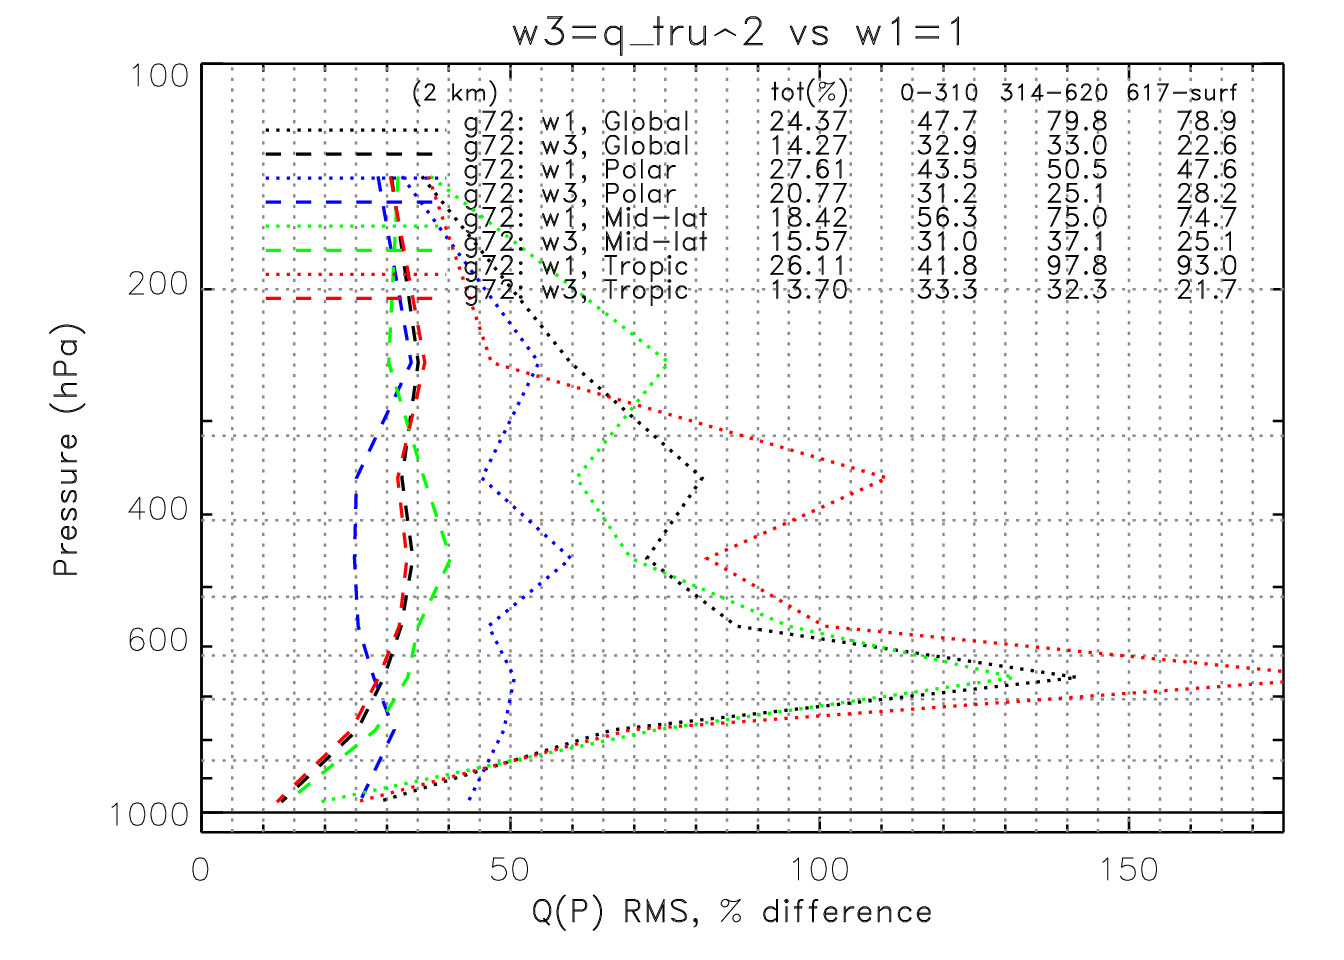 w3=q_tru^2 vs w1=1
(2 km) tot(%) 0-310 314-620 617-surf
g72: w1, Global 24.37 47.7 79.8 78.9
g72: w3, Global 14.27 32.9 33.0 22.6
g72: w1, Polar 27.61 43.5 50.5 47.6
g72: w3, Polar 20.77 31.2 25.1 28.2
g72: w1, Mid-lat 18.42 56.3 75.0 74.7
g72: w3, Mid-lat 15.57 31.0 37.1 25.1
g72: w1, Tropic 26.11 41.8 97.8 93.0
g72: w3, Tropic 13.70 33.3 32.3 21.7
100
200
400
600
1000
Pressure (hPa)
0 50 100 150
Q(P) RMS, % difference